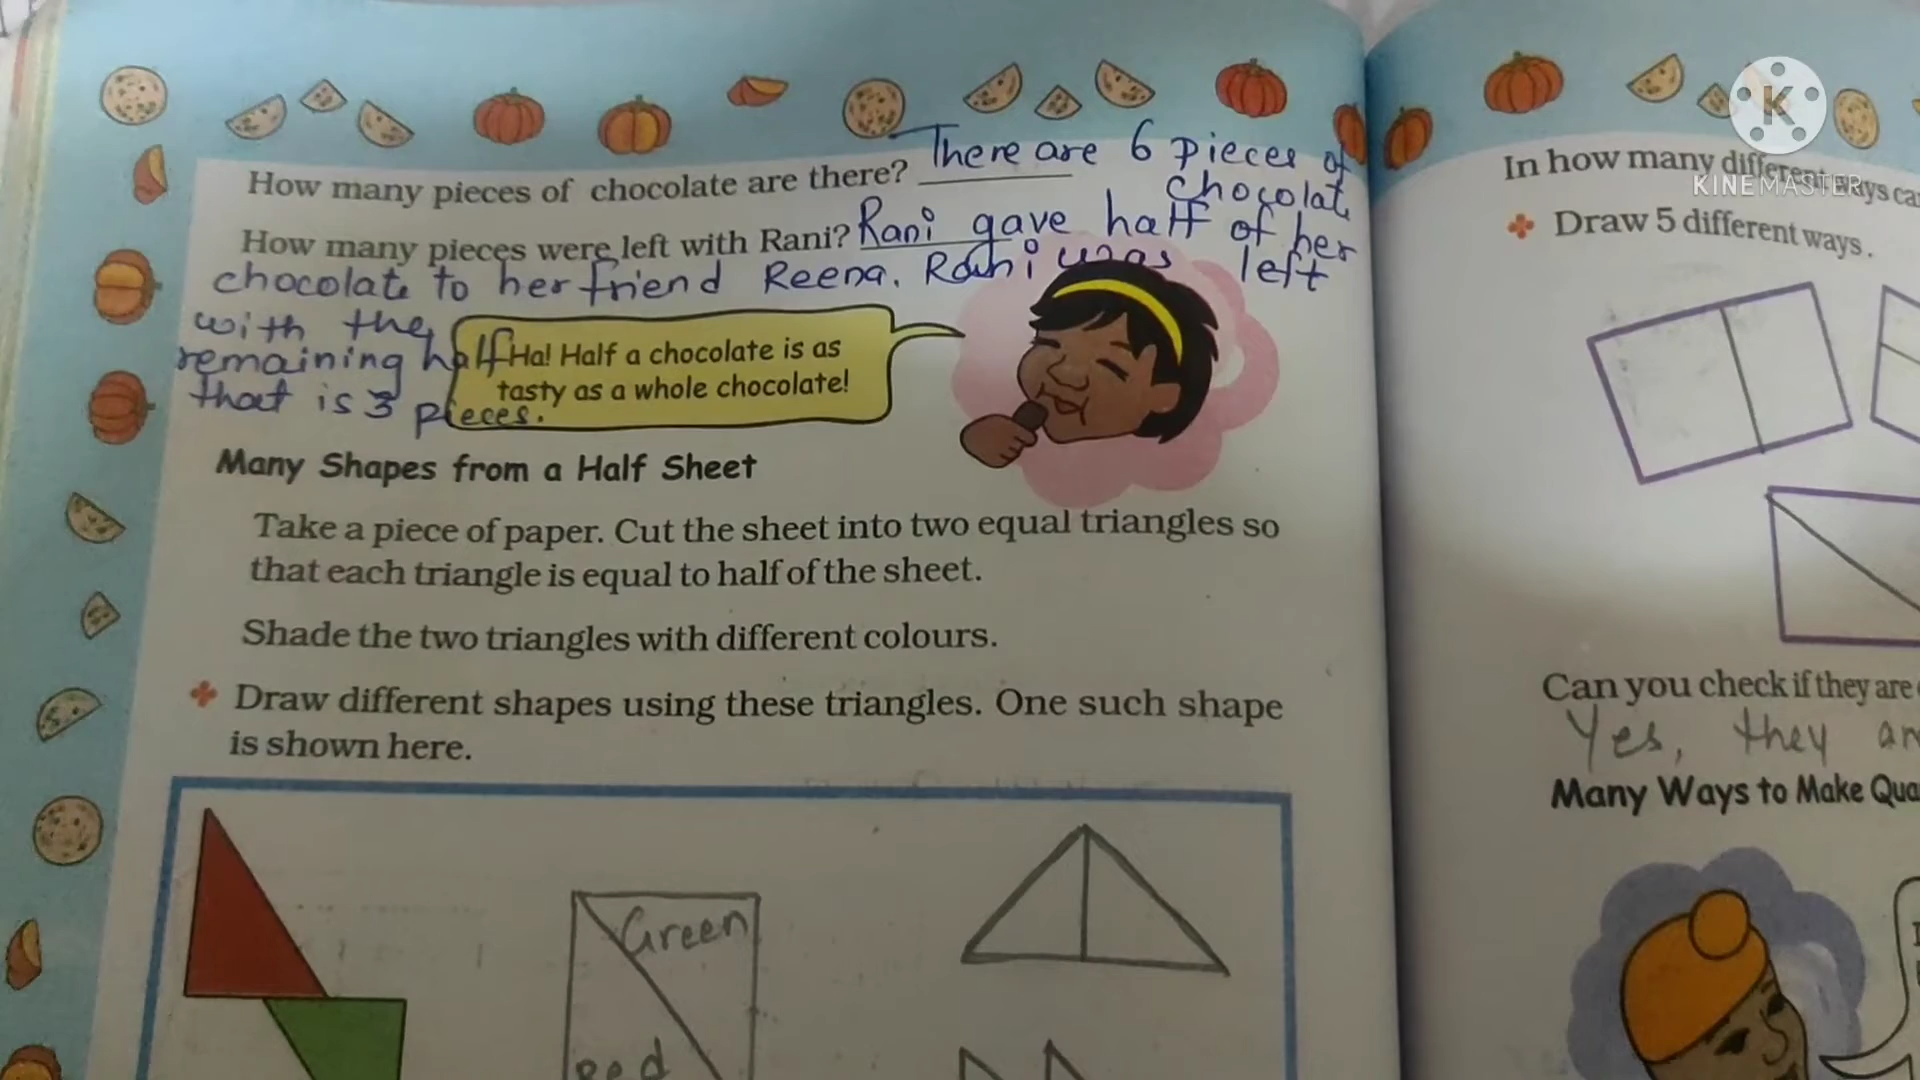 How many pieces of chocolate are there? There are 6 pieces of
chocolate
How many pieces were left with Rani? Rani gave half of her
chocolate to her friend Reena. Rani was left
with the
remaining half
that is 3 pieces.
Ha! Half a chocolate is as
tasty as a whole chocolate!
Many Shapes from a Half Sheet
Take a piece of paper. Cut the sheet into two equal triangles so
that each triangle is equal to half of the sheet.
Shade the two triangles with different colours.
Draw different shapes using these triangles. One such shape
is shown here.
Green
Red
In how many different ways ca
KINEMASTER
K
Draw 5 different ways.
Can you check if they are
Yes, they ar
Many Ways to Make Qua